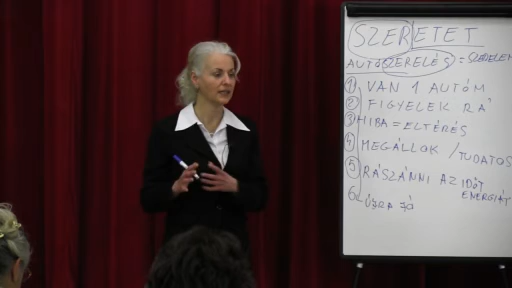 SZERETET
AUTÓSZERELÉS = SZERELEM
1 VAN 1 AUTÓM
2 FIGYELEK RÁ
3 HIBA = ELTÉRÉS
4 MEGÁLLOK / TUDATOS
5 RÁSZÁNNI AZ IDŐT
ENERGIÁT
6 ÚJRA JÓ